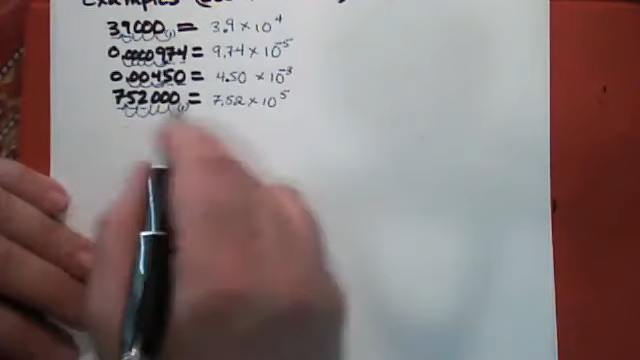 Examples
39000 = 3.9 × 10⁴
0.0000974 = 9.74 × 10⁻⁵
0.00450 = 4.50 × 10⁻³
752000 = 7.52 × 10⁵